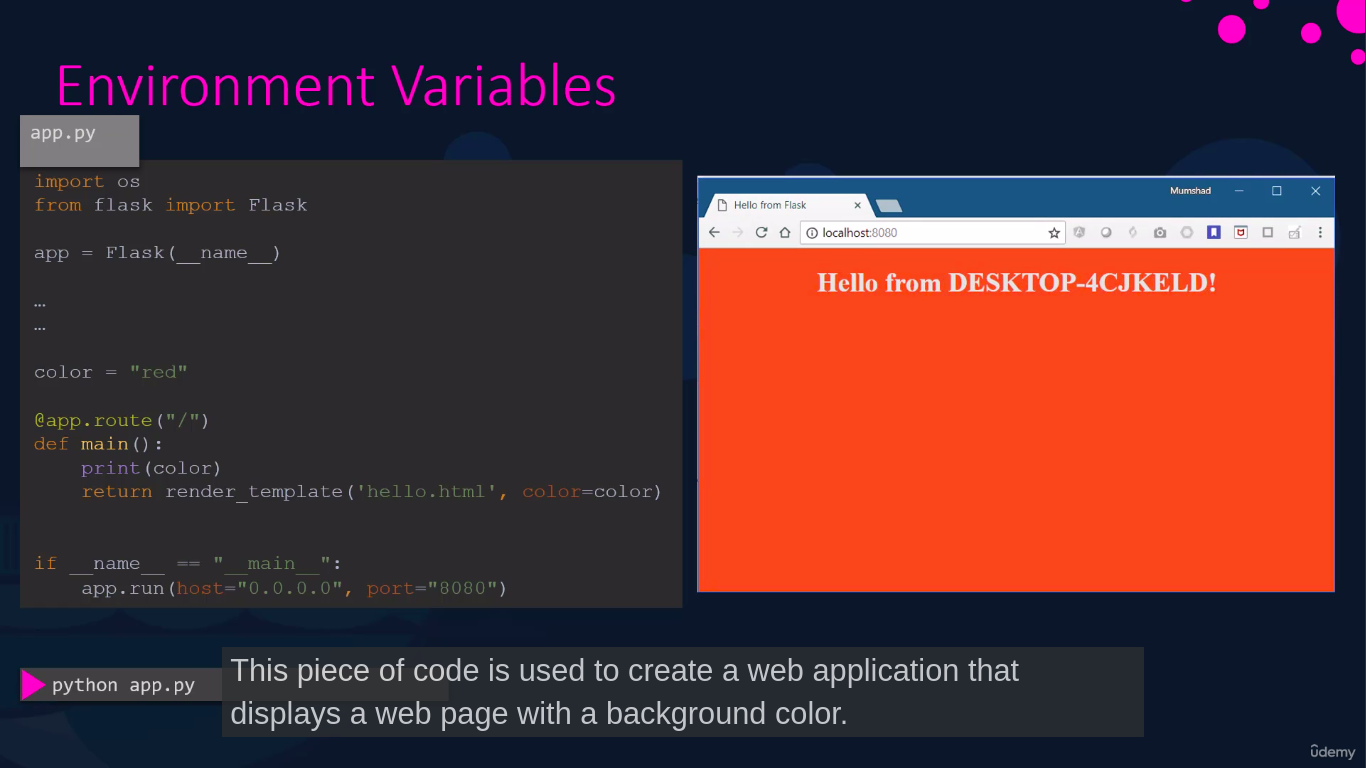 Environment Variables
app.py
import os
from flask import Flask
app = Flask(__name__)
…
…
color = "red"
@app.route("/")
def main():
    print(color)
    return render_template('hello.html', color=color)
if __name__ == "__main__":
    app.run(host="0.0.0.0", port="8080")
Mumshad
Hello from Flask
localhost:8080
Hello from DESKTOP-4CJKELD!
python app.py
This piece of code is used to create a web application that
displays a web page with a background color.
ûdemy